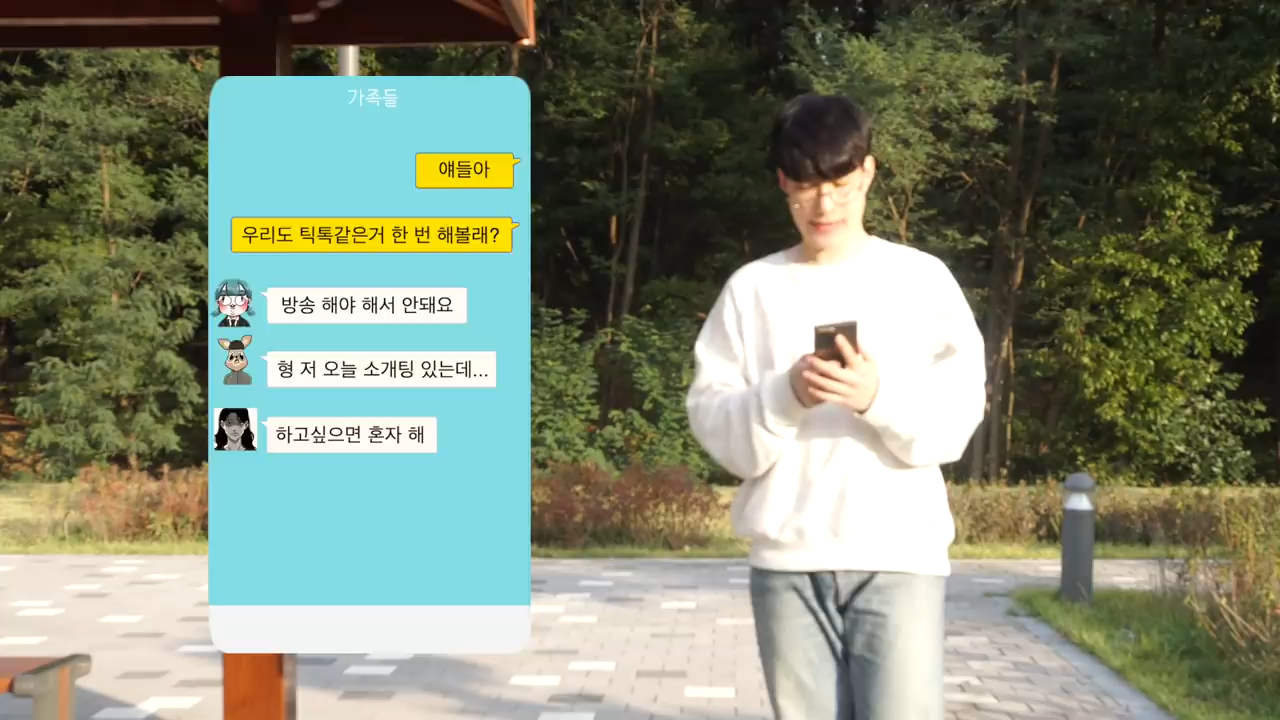 가족들
얘들아
우리도 틱톡같은거 한 번 해볼래?
방송 해야 해서 안돼요
형 저 오늘 소개팅 있는데...
하고싶으면 혼자 해